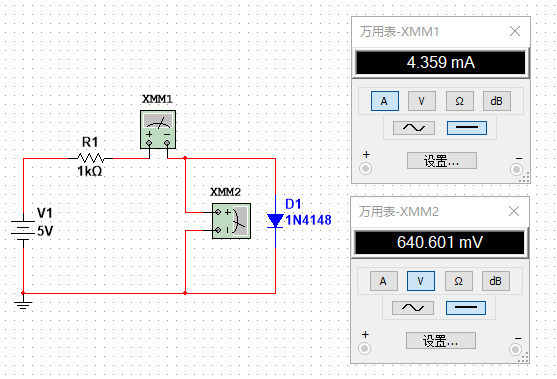 万用表-XMM1
4.359 mA
A V Ω dB
+ 设置... −
XMM1
+ −
R1
1kΩ
XMM2
+
−
V1
5V
D1
1N4148
万用表-XMM2
640.601 mV
A V Ω dB
+ 设置... −